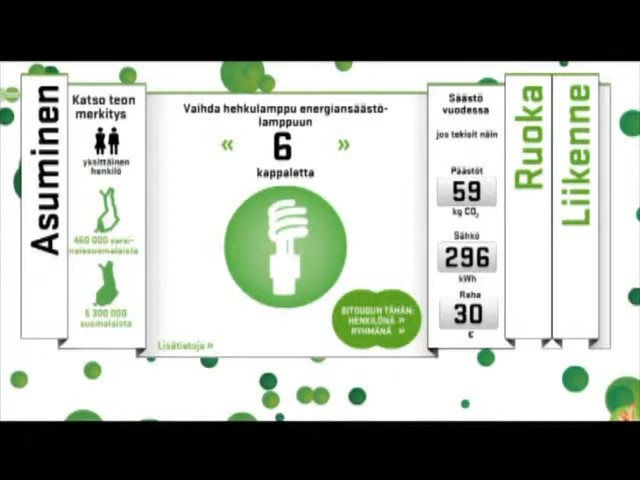 Asuminen
Katso teon
merkitys
yksittäinen
henkilö
460 000 varsi-
naissuomalaista
5 300 000
suomalaista
Vaihda hehkulamppu energiansäästö-
lamppuun
« 6 »
kappaletta
SITOUDUN TÄHÄN:
HENKILÖNÄ »
RYHMÄNÄ »
Lisätietoja »
Säästö
vuodessa
jos tekisit näin
Päästöt
59
kg CO₂
Sähkö
296
kWh
Raha
30
€
Ruoka
Liikenne